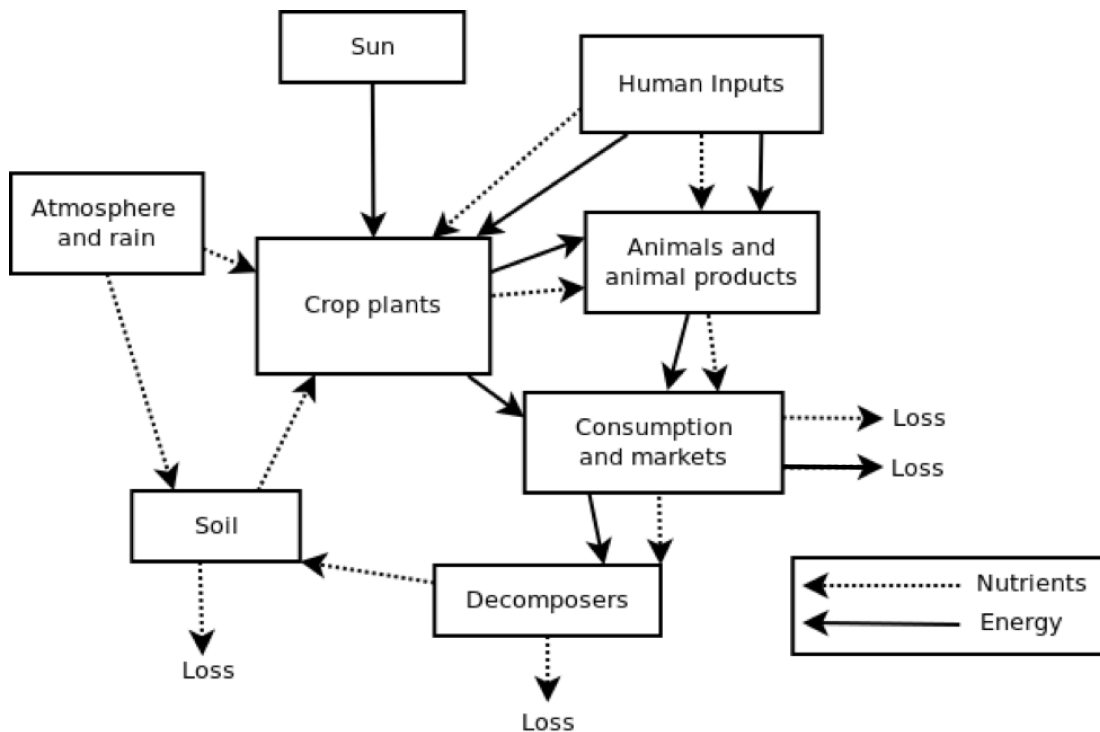 Sun
Human Inputs
Atmosphere
and rain
Animals and
animal products
Crop plants
Consumption
and markets
Loss
Loss
Soil
Decomposers
Nutrients
Energy
Loss
Loss